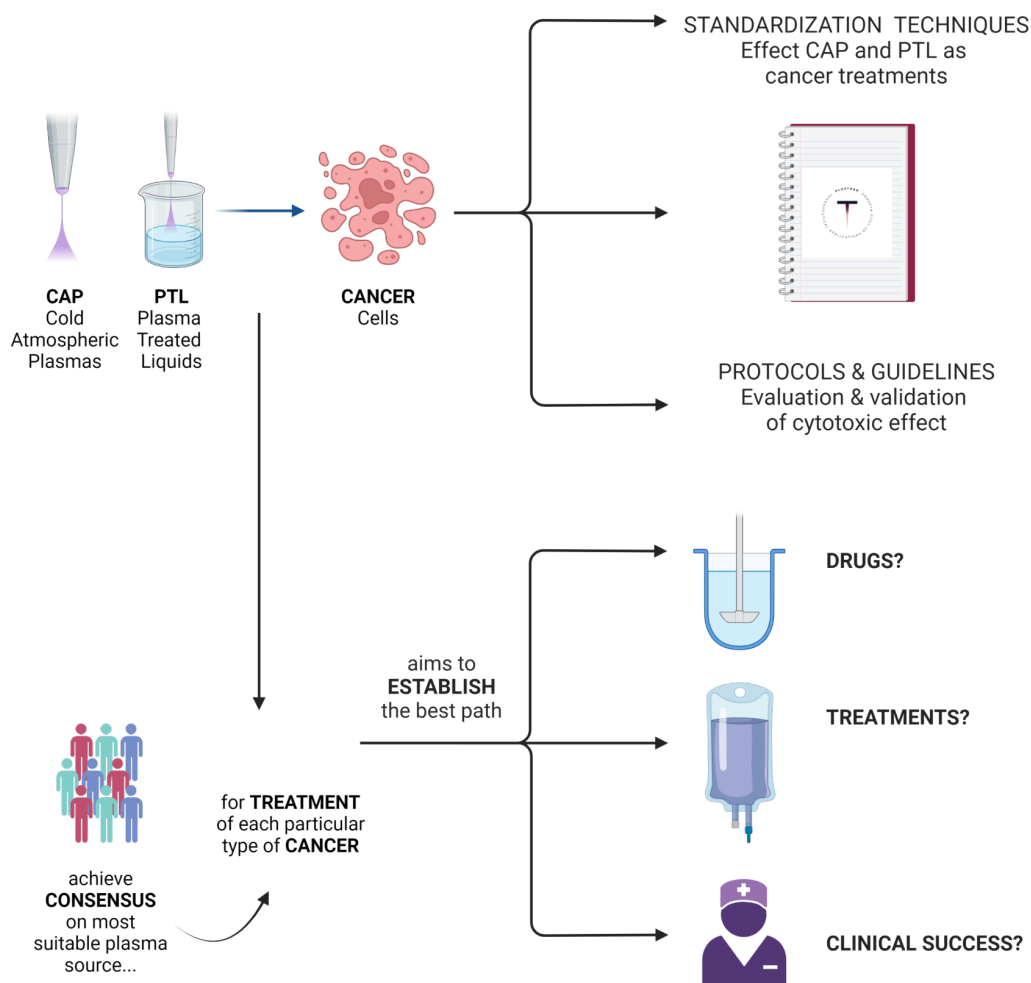 STANDARDIZATION TECHNIQUES
Effect CAP and PTL as
cancer treatments
CAP
Cold
Atmospheric
Plasmas
PTL
Plasma
Treated
Liquids
CANCER
Cells
PROTOCOLS & GUIDELINES
Evaluation & validation
of cytotoxic effect
aims to
ESTABLISH
the best path
DRUGS?
TREATMENTS?
for TREATMENT
of each particular
type of CANCER
achieve
CONSENSUS
on most
suitable plasma
source...
CLINICAL SUCCESS?